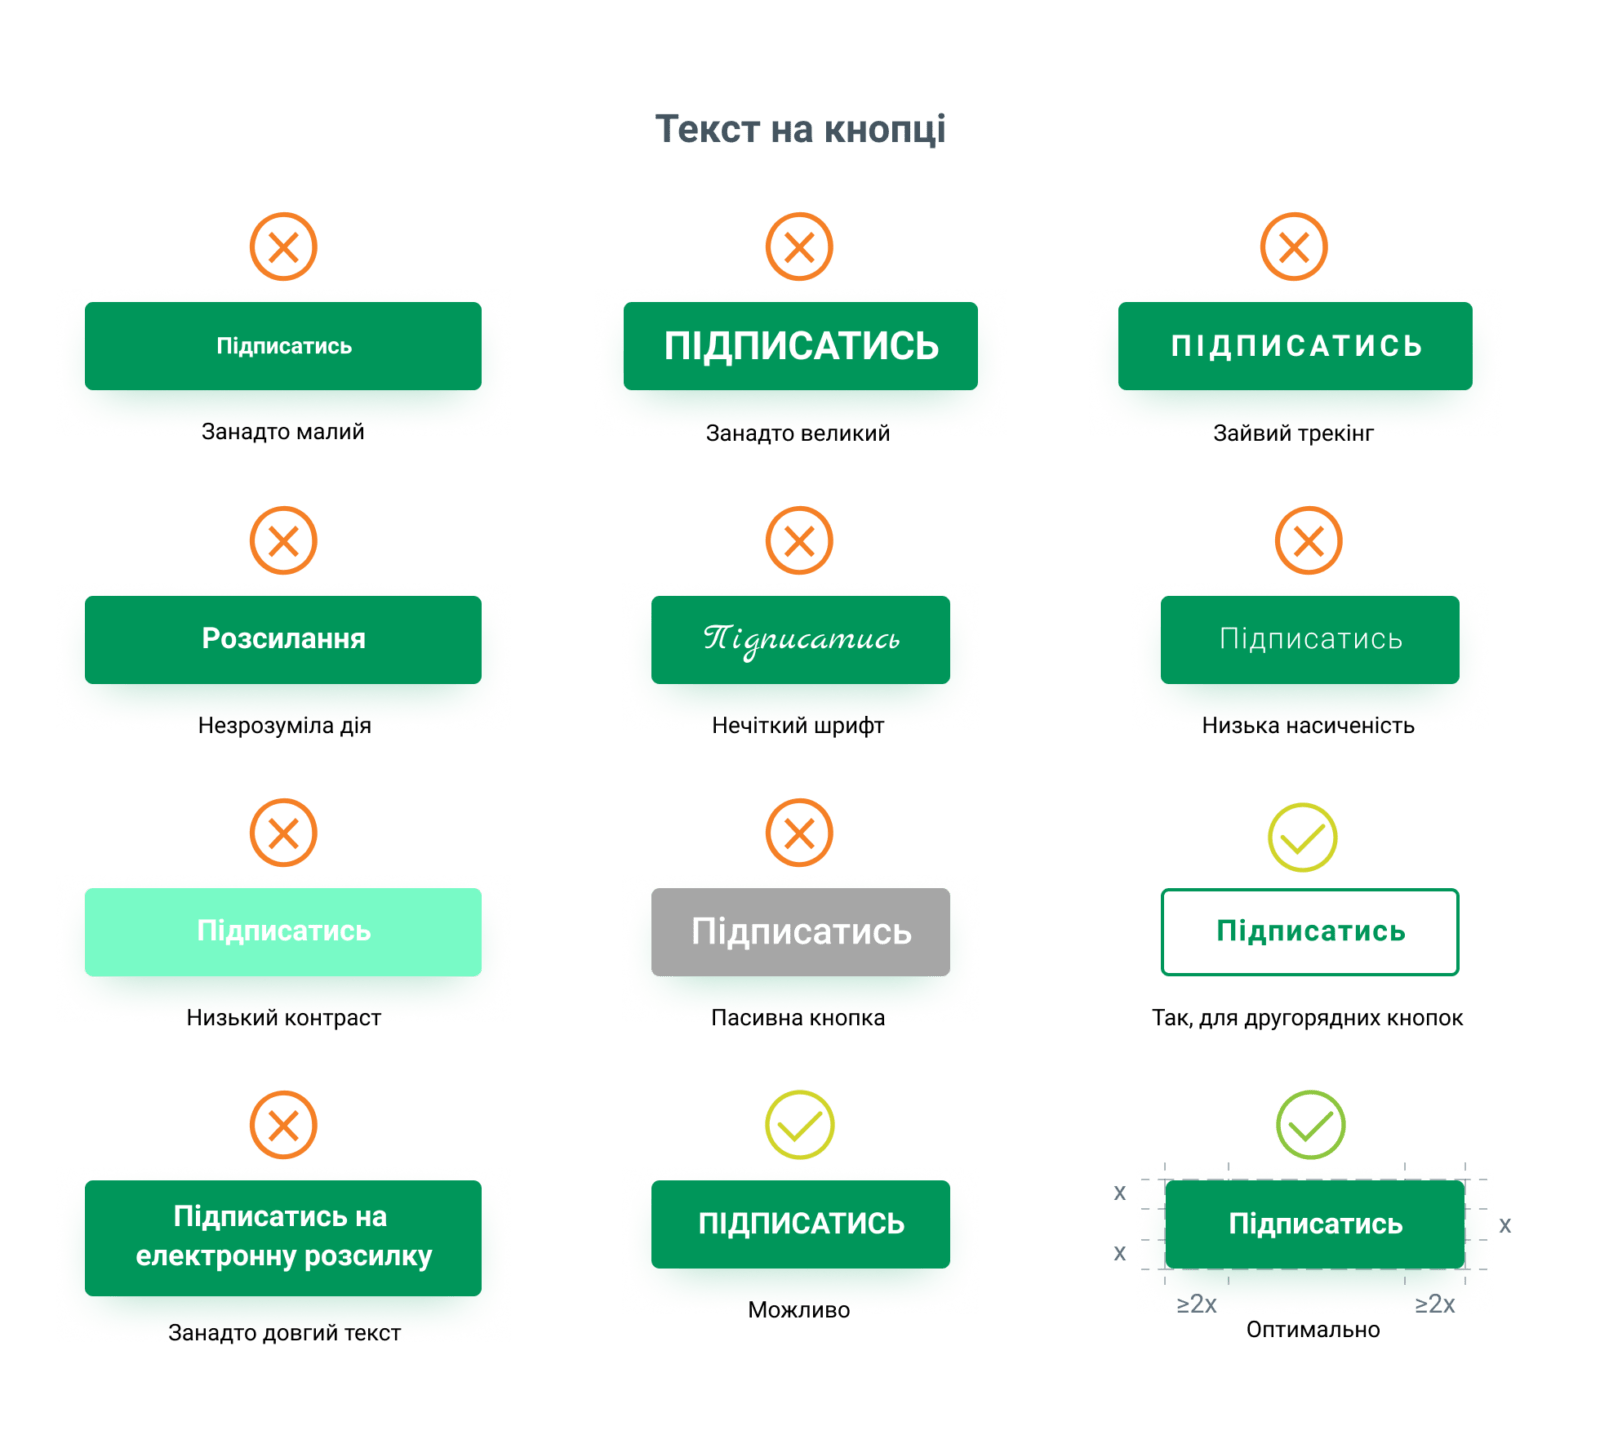 Текст на кнопці
Підписатись
ПІДПИСАТИСЬ
ПІДПИСАТИСЬ
Занадто малий
Занадто великий
Зайвий трекінг
Розсилання
Підписатись
Підписатись
Незрозуміла дія
Нечіткий шрифт
Низька насиченість
Підписатись
Підписатись
Підписатись
Низький контраст
Пасивна кнопка
Так, для другорядних кнопок
Підписатись на
електронну розсилку
Занадто довгий текст
ПІДПИСАТИСЬ
Можливо
x
Підписатись
x
x
≥2x
≥2x
Оптимально